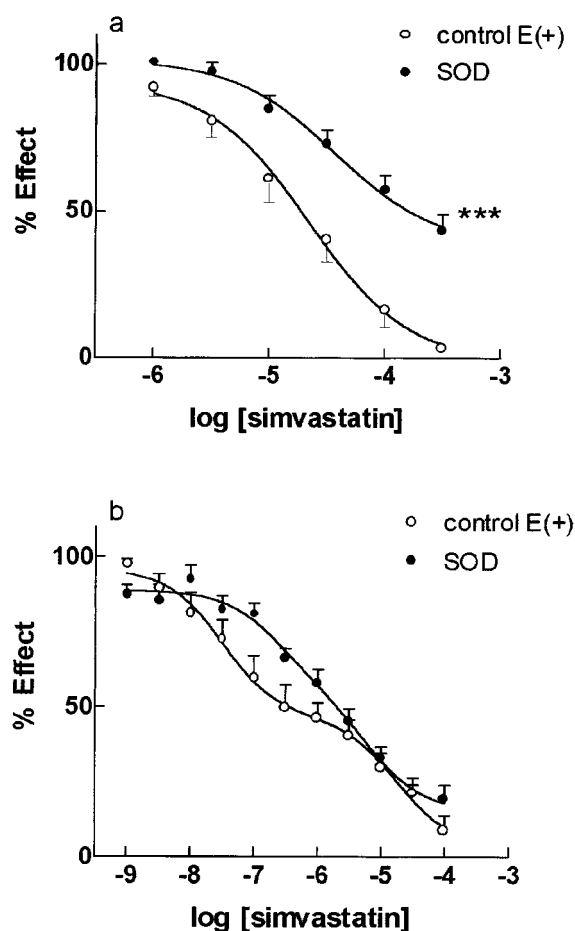 a
control E(+)
SOD
100
50
0
% Effect
***
-6
-5
-4
-3
log [simvastatin]
b
control E(+)
SOD
100
50
0
% Effect
-9
-8
-7
-6
-5
-4
-3
log [simvastatin]